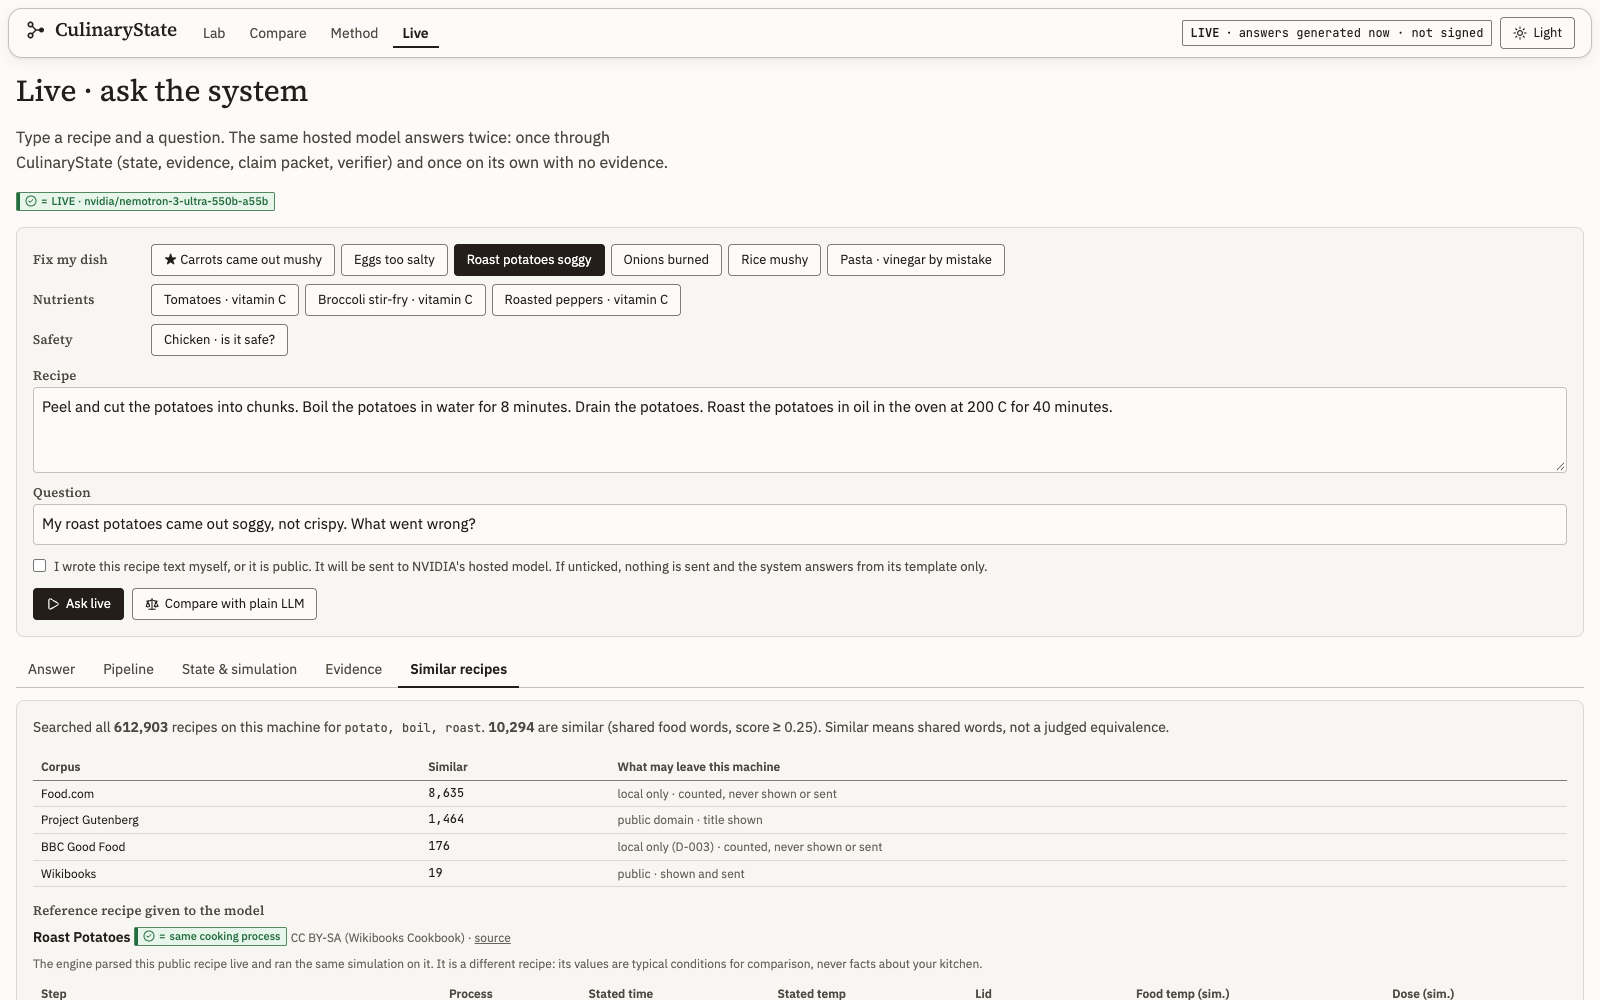 CulinaryState Lab Compare Method Live LIVE · answers generated now · not signed Light
Live · ask the system
Type a recipe and a question. The same hosted model answers twice: once through
CulinaryState (state, evidence, claim packet, verifier) and once on its own with no evidence.
= LIVE · nvidia/nemotron-3-ultra-550b-a55b
Fix my dish ★ Carrots came out mushy Eggs too salty Roast potatoes soggy Onions burned Rice mushy Pasta · vinegar by mistake
Nutrients Tomatoes · vitamin C Broccoli stir-fry · vitamin C Roasted peppers · vitamin C
Safety Chicken · is it safe?
Recipe
Peel and cut the potatoes into chunks. Boil the potatoes in water for 8 minutes. Drain the potatoes. Roast the potatoes in oil in the oven at 200 C for 40 minutes.
Question
My roast potatoes came out soggy, not crispy. What went wrong?
I wrote this recipe text myself, or it is public. It will be sent to NVIDIA's hosted model. If unticked, nothing is sent and the system answers from its template only.
Ask live Compare with plain LLM
Answer Pipeline State & simulation Evidence Similar recipes
Searched all 612,903 recipes on this machine for potato, boil, roast. 10,294 are similar (shared food words, score ≥ 0.25). Similar means shared words, not a judged equivalence.
Corpus Similar What may leave this machine
Food.com 8,635 local only · counted, never shown or sent
Project Gutenberg 1,464 public domain · title shown
BBC Good Food 176 local only (D-003) · counted, never shown or sent
Wikibooks 19 public · shown and sent
Reference recipe given to the model
Roast Potatoes = same cooking process CC BY-SA (Wikibooks Cookbook) · source
The engine parsed this public recipe live and ran the same simulation on it. It is a different recipe: its values are typical conditions for comparison, never facts about your kitchen.
Step Process Stated time Stated temp Lid Food temp (sim.) Dose (sim.)